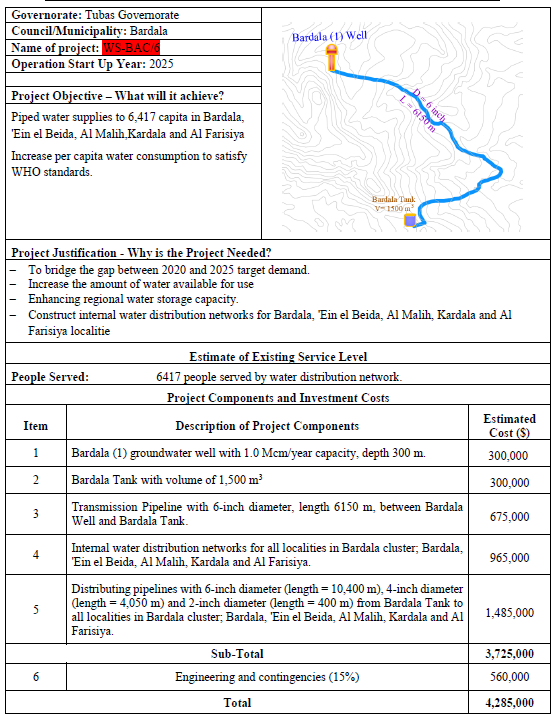 Governorate: Tubas Governorate
Council/Municipality: Bardala
Name of project: WS-BAC/6
Operation Start Up Year: 2025
Project Objective – What will it achieve?
Piped water supplies to 6,417 capita in Bardala,
'Ein el Beida, Al Malih,Kardala and Al Farisiya
Increase per capita water consumption to satisfy
WHO standards.
Bardala (1) Well
D = 6 inch
L = 6150 m
Bardala Tank
V= 1500 m³
Project Justification - Why is the Project Needed?
– To bridge the gap between 2020 and 2025 target demand.
– Increase the amount of water available for use
– Enhancing regional water storage capacity.
– Construct internal water distribution networks for Bardala, 'Ein el Beida, Al Malih, Kardala and Al
Farisiya localitie
Estimate of Existing Service Level
People Served: 6417 people served by water distribution network.
Project Components and Investment Costs
Item Description of Project Components Estimated
Cost ($)
1 Bardala (1) groundwater well with 1.0 Mcm/year capacity, depth 300 m. 300,000
2 Bardala Tank with volume of 1,500 m³ 300,000
3 Transmission Pipeline with 6-inch diameter, length 6150 m, between Bardala
Well and Bardala Tank. 675,000
4 Internal water distribution networks for all localities in Bardala cluster; Bardala,
'Ein el Beida, Al Malih, Kardala and Al Farisiya. 965,000
5 Distributing pipelines with 6-inch diameter (length = 10,400 m), 4-inch diameter
(length = 4,050 m) and 2-inch diameter (length = 400 m) from Bardala Tank to
all localities in Bardala cluster; Bardala, 'Ein el Beida, Al Malih, Kardala and Al
Farisiya. 1,485,000
Sub-Total 3,725,000
6 Engineering and contingencies (15%) 560,000
Total 4,285,000